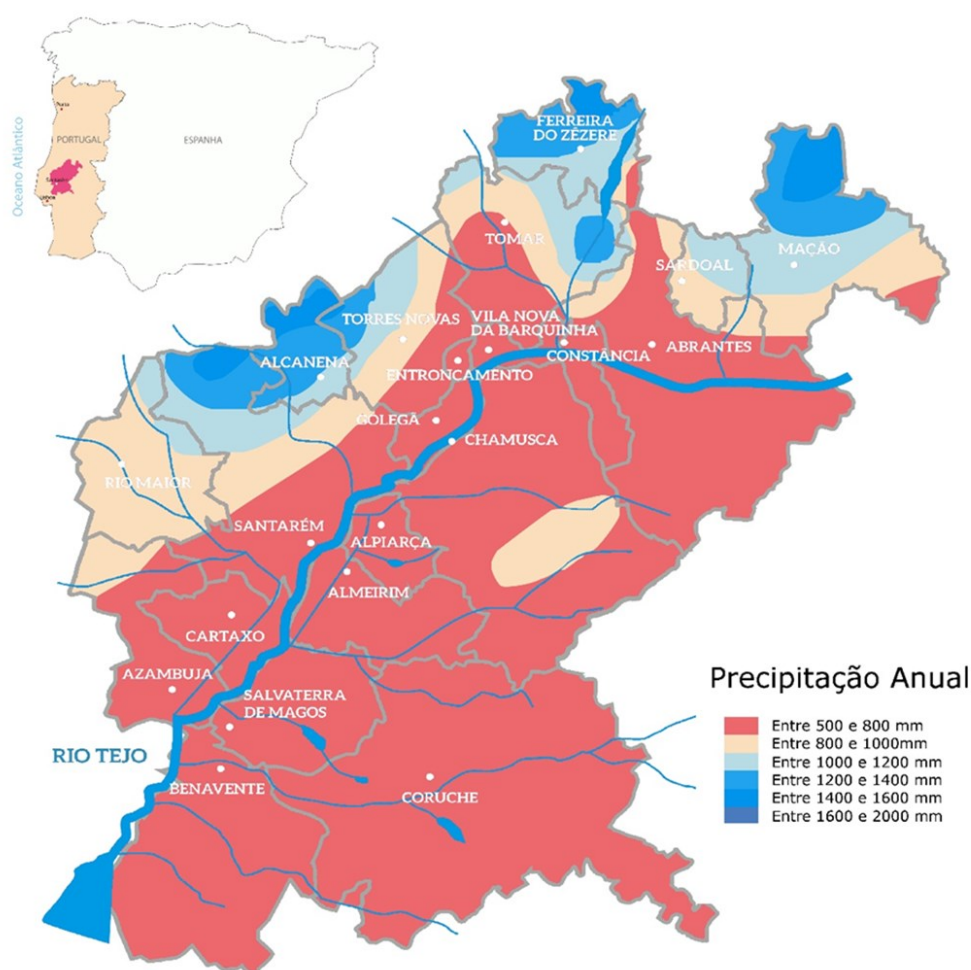 Oceano Atlântico
Porto
PORTUGAL
ESPANHA
Lisboa
FERREIRA
DO ZÊZERE
TOMAR
MAÇÃO
SARDOAL
TORRES NOVAS
VILA NOVA
DA BARQUINHA
ALCANENA
CONSTÂNCIA
ABRANTES
ENTRONCAMENTO
GOLEGÃ
CHAMUSCA
RIO MAIOR
SANTARÉM
ALPIARÇA
ALMEIRIM
CARTAXO
AZAMBUJA
SALVATERRA
DE MAGOS
RIO TEJO
BENAVENTE
CORUCHE
Precipitação Anual
Entre 500 e 800 mm
Entre 800 e 1000mm
Entre 1000 e 1200 mm
Entre 1200 e 1400 mm
Entre 1400 e 1600 mm
Entre 1600 e 2000 mm